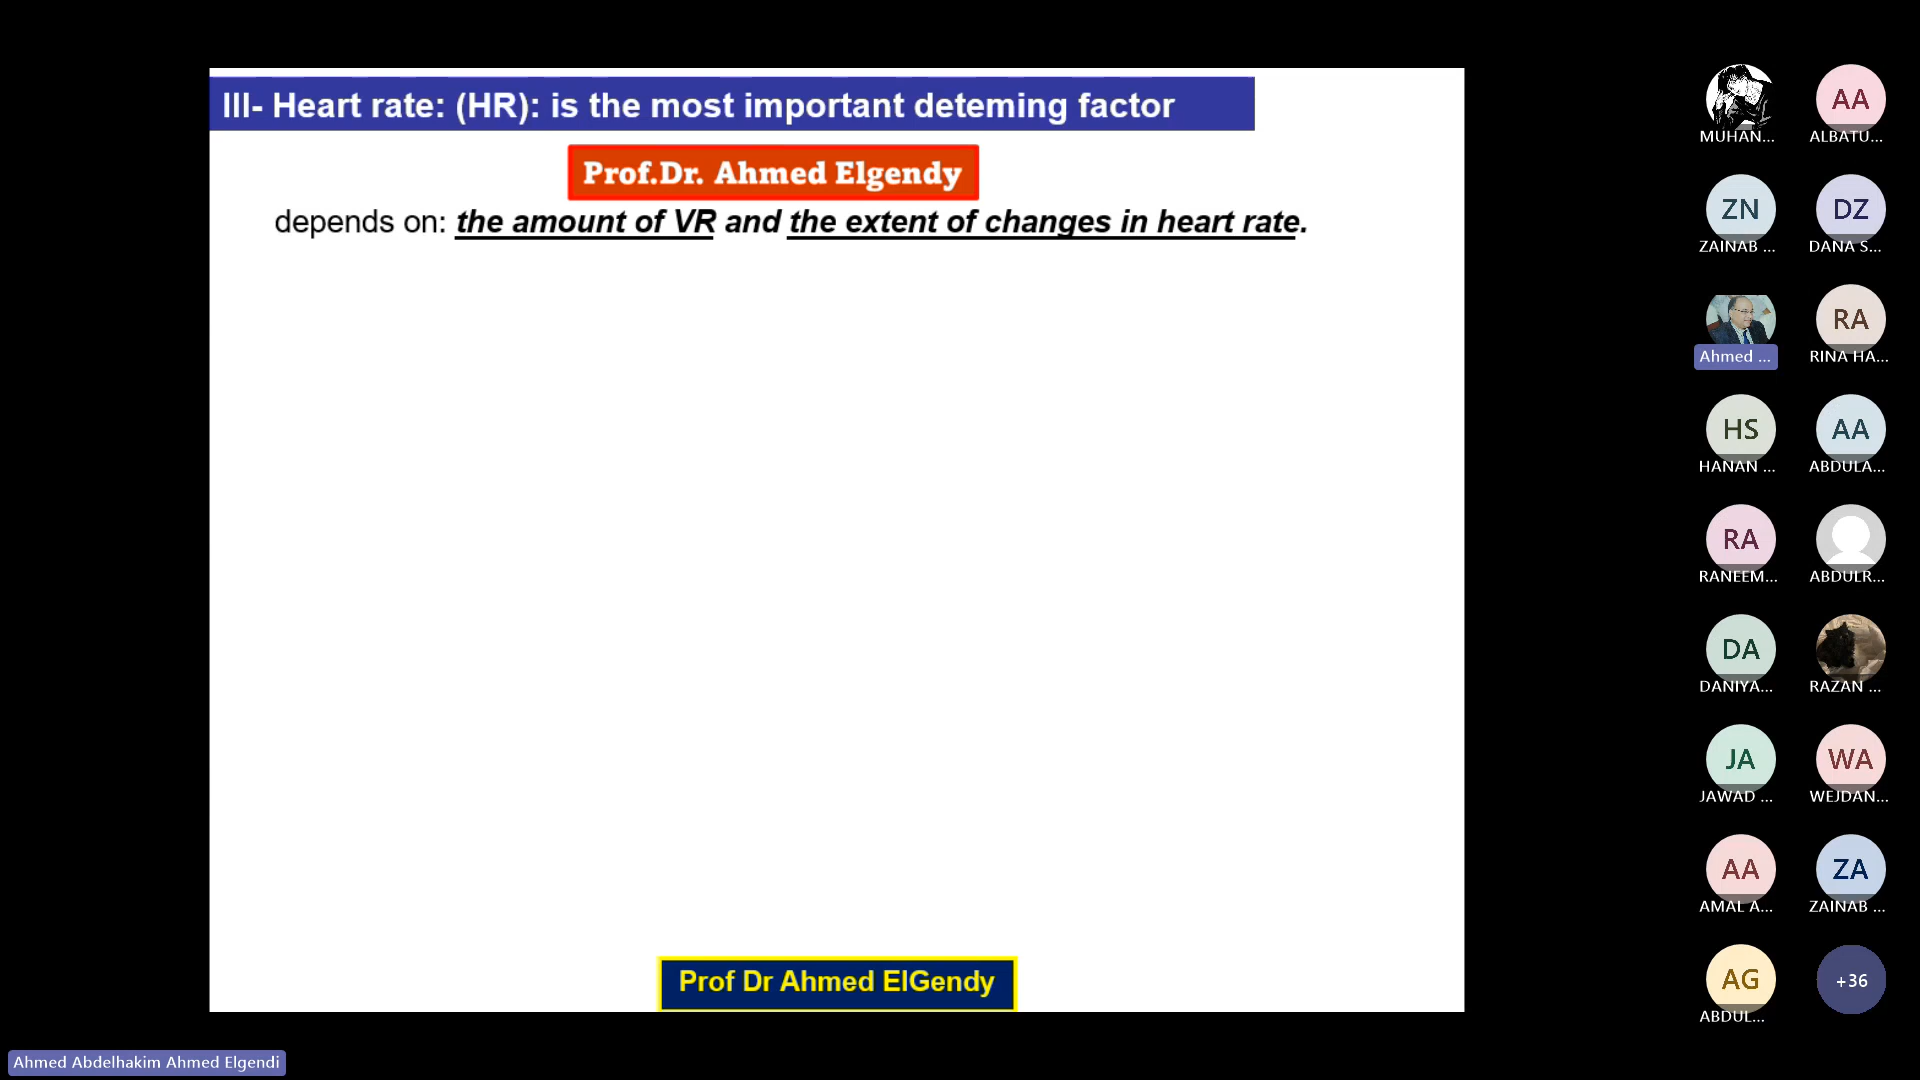 III- Heart rate: (HR): is the most important deteming factor
Prof.Dr. Ahmed Elgendy
depends on: the amount of VR and the extent of changes in heart rate.
Prof Dr Ahmed ElGendy
MUHAN...
AA
ALBATU...
ZN
ZAINAB ...
DZ
DANA S...
Ahmed ...
RA
RINA HA...
HS
HANAN ...
AA
ABDULA...
RA
RANEEM...
ABDULR...
DA
DANIYA...
RAZAN ...
JA
JAWAD ...
WA
WEJDAN...
AA
AMAL A...
ZA
ZAINAB ...
AG
ABDUL...
+36
Ahmed Abdelhakim Ahmed Elgendi